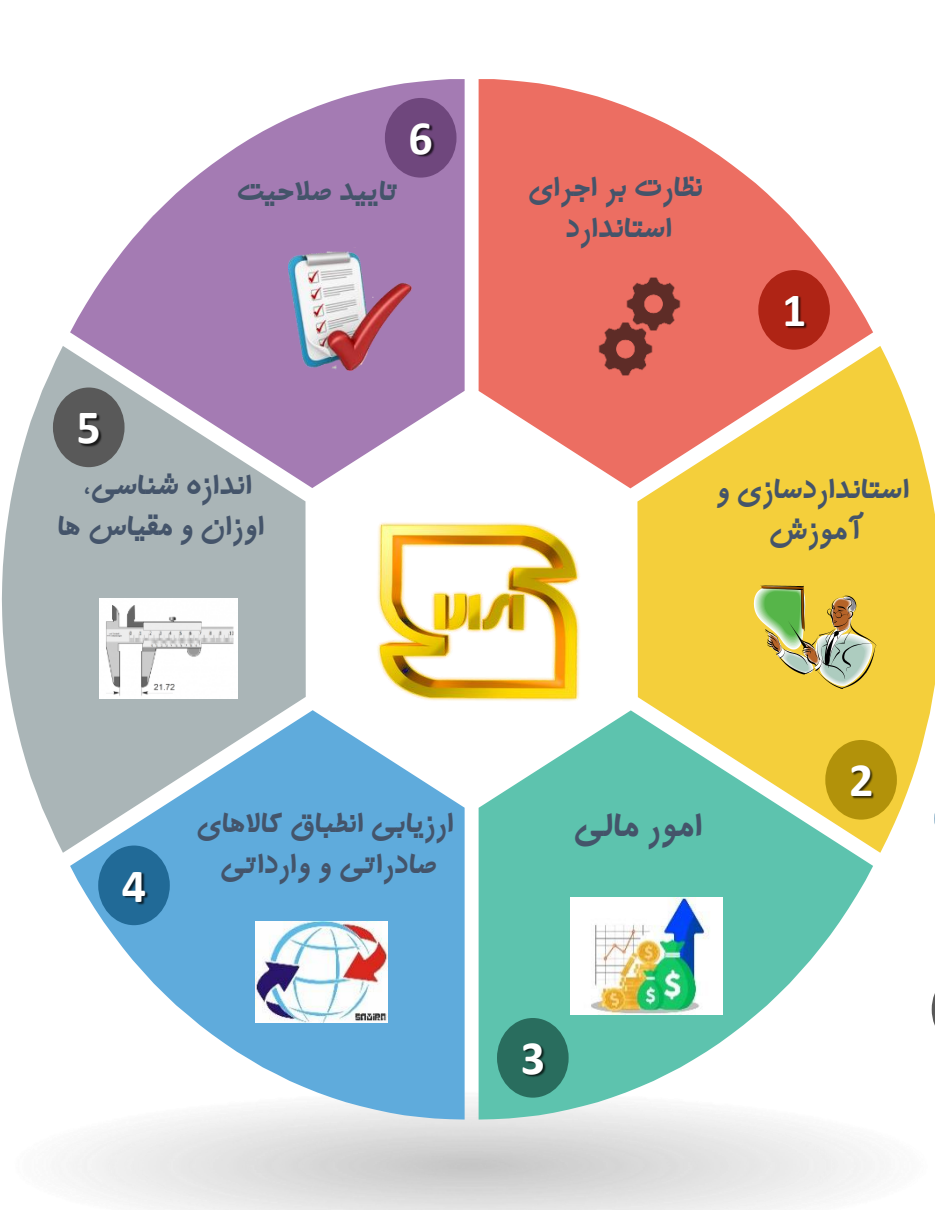 1
نظارت بر اجرای
استاندارد
2
استانداردسازی و
آموزش
3
امور مالی
4
ارزیابی انطباق کالاهای
صادراتی و وارداتی
5
اندازه شناسی،
اوزان و مقیاس ها
21.72
6
تایید صلاحیت